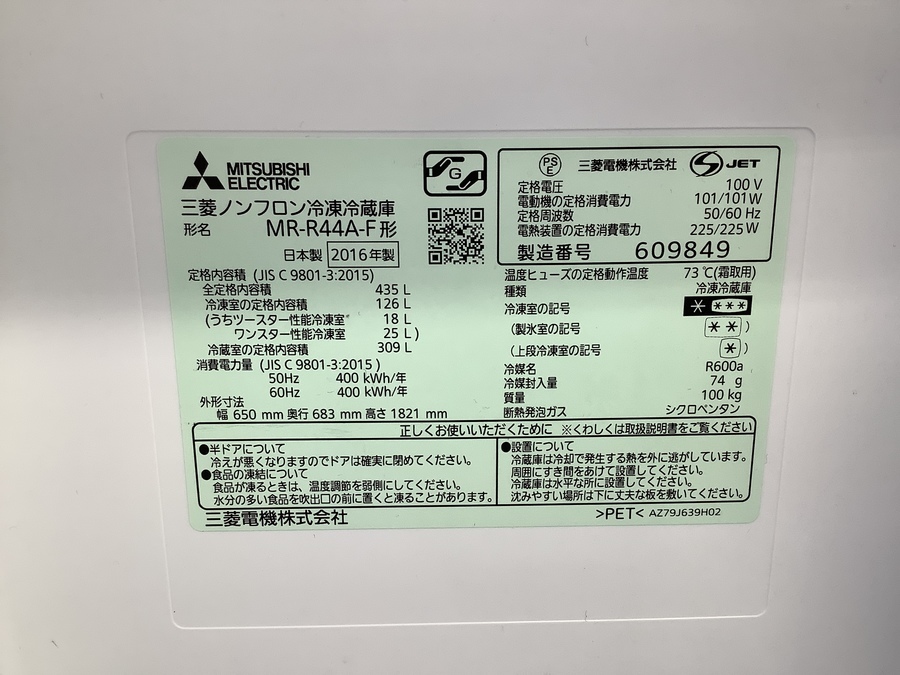 MITSUBISHI
ELECTRIC
三菱ノンフロン冷凍冷蔵庫
形名 MR-R44A-F形
日本製 2016年製
G
PS
E
三菱電機株式会社 JET
定格電圧 100 V
電動機の定格消費電力 101/101W
定格周波数 50/60 Hz
電熱装置の定格消費電力 225/225W
製造番号 609849
定格内容積 (JIS C 9801-3:2015)
全定格内容積 435 L
冷凍室の定格内容積 126 L
(うちツースター性能冷凍室 18 L
ワンスター性能冷凍室 25 L)
冷蔵室の定格内容積 309 L
消費電力量 (JIS C 9801-3:2015)
50Hz 400 kWh/年
60Hz 400 kWh/年
外形寸法
幅 650 mm 奥行 683 mm 高さ 1821 mm
温度ヒューズの定格動作温度 73 ℃(霜取用)
種類 冷凍冷蔵庫
冷凍室の記号 * ***
(製氷室の記号 ** )
(上段冷凍室の記号 * )
冷媒名 R600a
冷媒封入量 74 g
質量 100 kg
断熱発泡ガス シクロペンタン
正しくお使いいただくために ※くわしくは取扱説明書をご覧ください
●半ドアについて
冷えが悪くなりますのでドアは確実に閉めてください。
●食品の凍結について
食品が凍るときは、温度調節を弱側にしてください。
水分の多い食品を吹出口の前に置くと凍ることがあります。
●設置について
冷蔵庫は冷却で発生する熱を外に逃がしています。
周囲にすき間をあけて設置してください。
冷蔵庫は水平な所に設置してください。
沈みやすい場所は下に丈夫な板を敷いてください。
三菱電機株式会社
>PET< AZ79J639H02